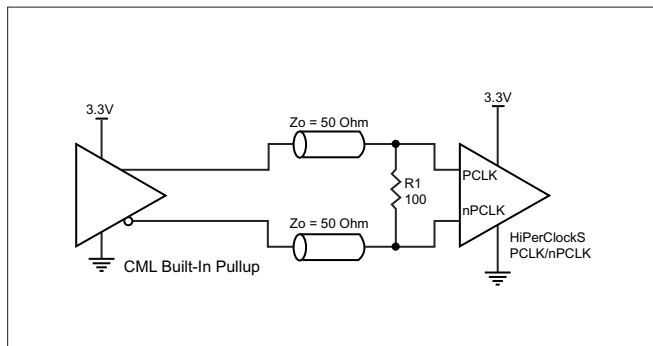 3.3V
3.3V
Zo = 50 Ohm
PCLK
R1
100
nPCLK
Zo = 50 Ohm
HiPerClockS
PCLK/nPCLK
CML Built-In Pullup